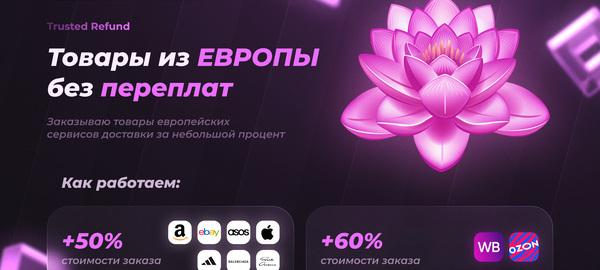 Trusted Refund
Товары из ЕВРОПЫ
без переплат
Заказываю товары европейских
сервисов доставки за небольшой процент
Как работаем:
+50%
стоимости заказа
a
ebay
asos
BALENCIAGA
+60%
стоимости заказа
WB
OZON